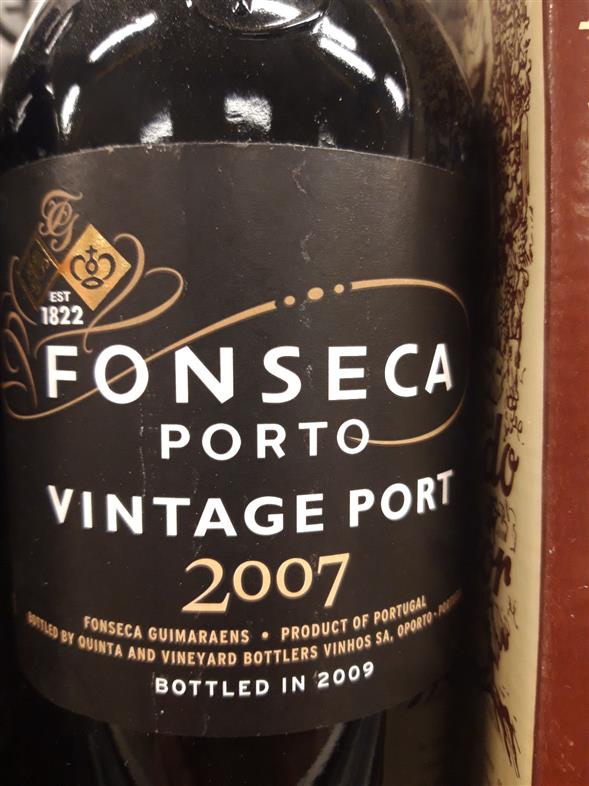 EST
1822
FONSECA
PORTO
VINTAGE PORT
2007
FONSECA GUIMARAENS • PRODUCT OF PORTUGAL
BOTTLED BY QUINTA AND VINEYARD BOTTLERS VINHOS SA, OPORTO - PORTUGAL
BOTTLED IN 2009